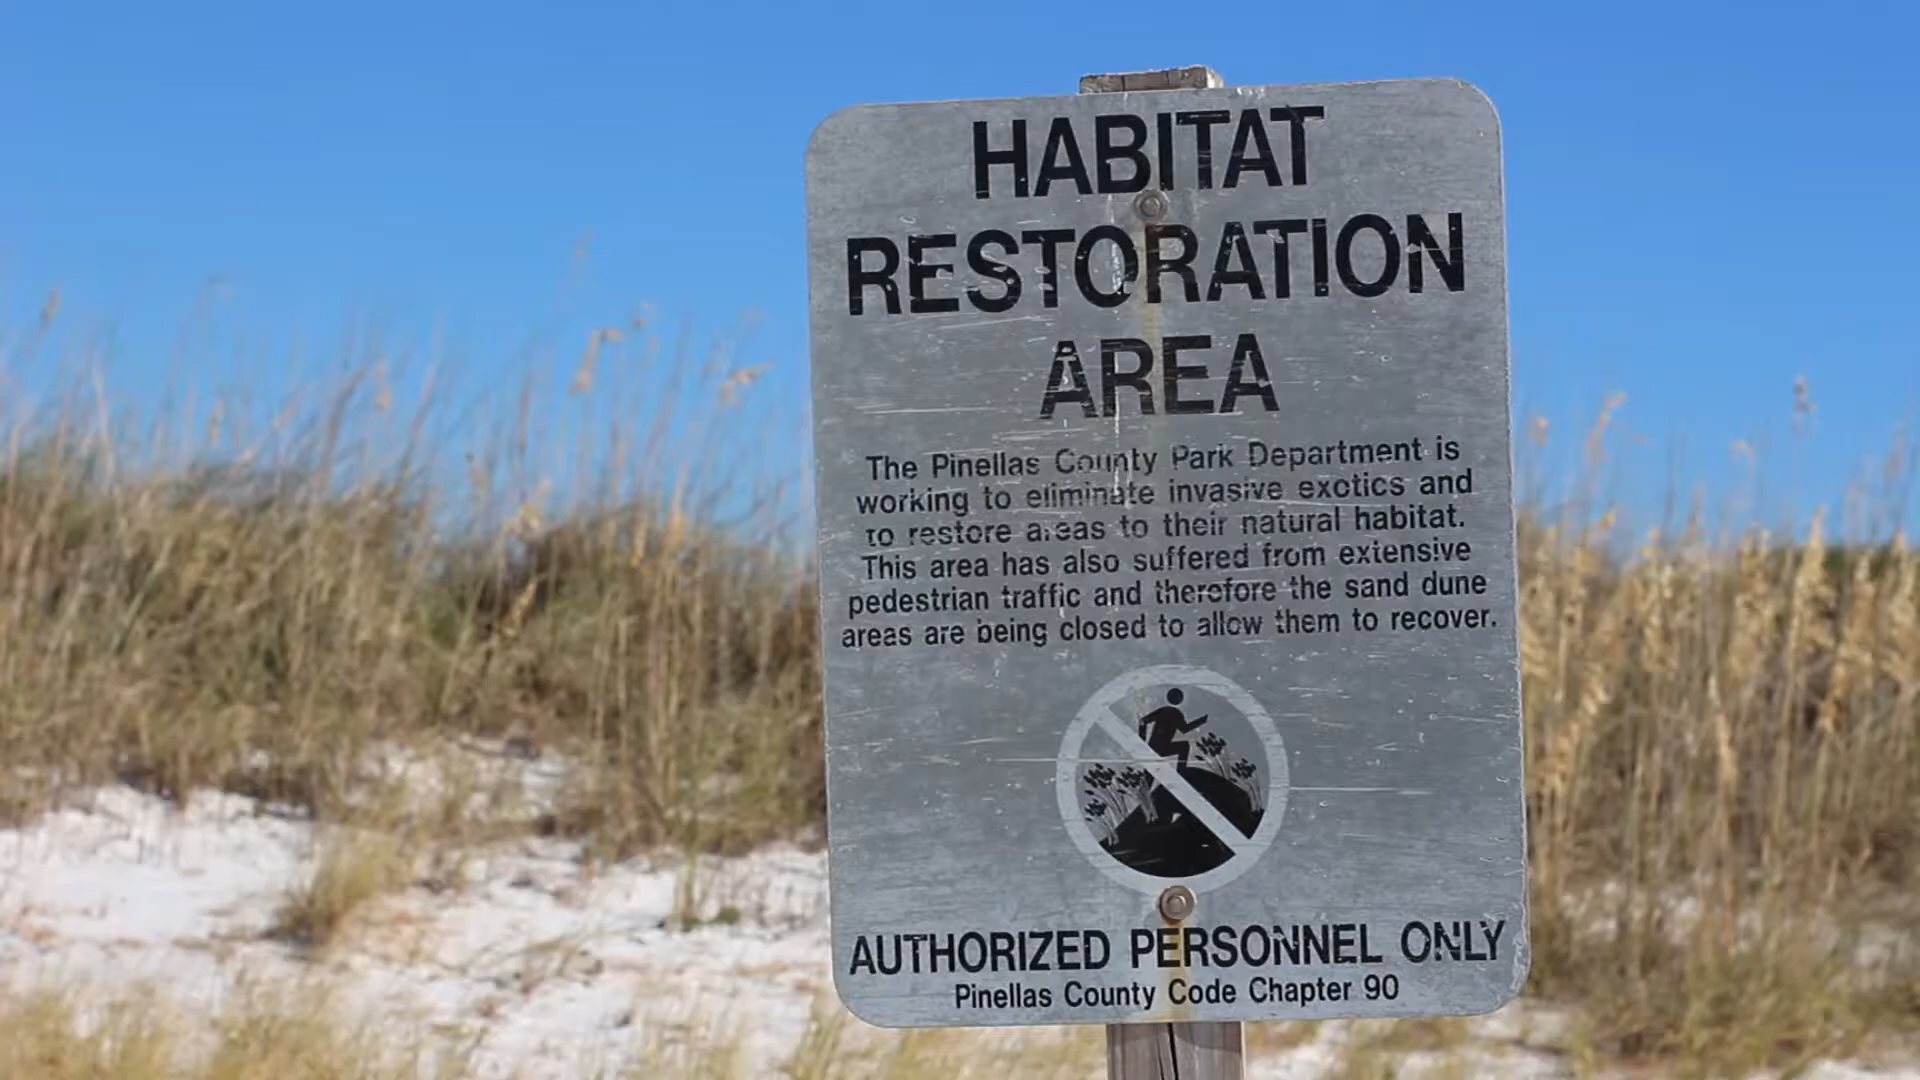 HABITAT
RESTORATION
AREA
The Pinellas County Park Department is
working to eliminate invasive exotics and
to restore areas to their natural habitat.
This area has also suffered from extensive
pedestrian traffic and therefore the sand dune
areas are being closed to allow them to recover.
AUTHORIZED PERSONNEL ONLY
Pinellas County Code Chapter 90